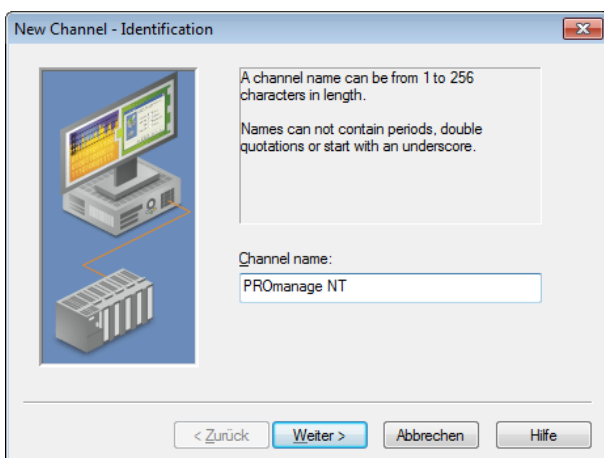 New Channel - Identification
A channel name can be from 1 to 256
characters in length.
Names can not contain periods, double
quotations or start with an underscore.
Channel name:
PROmanage NT
< Zurück
Weiter >
Abbrechen
Hilfe